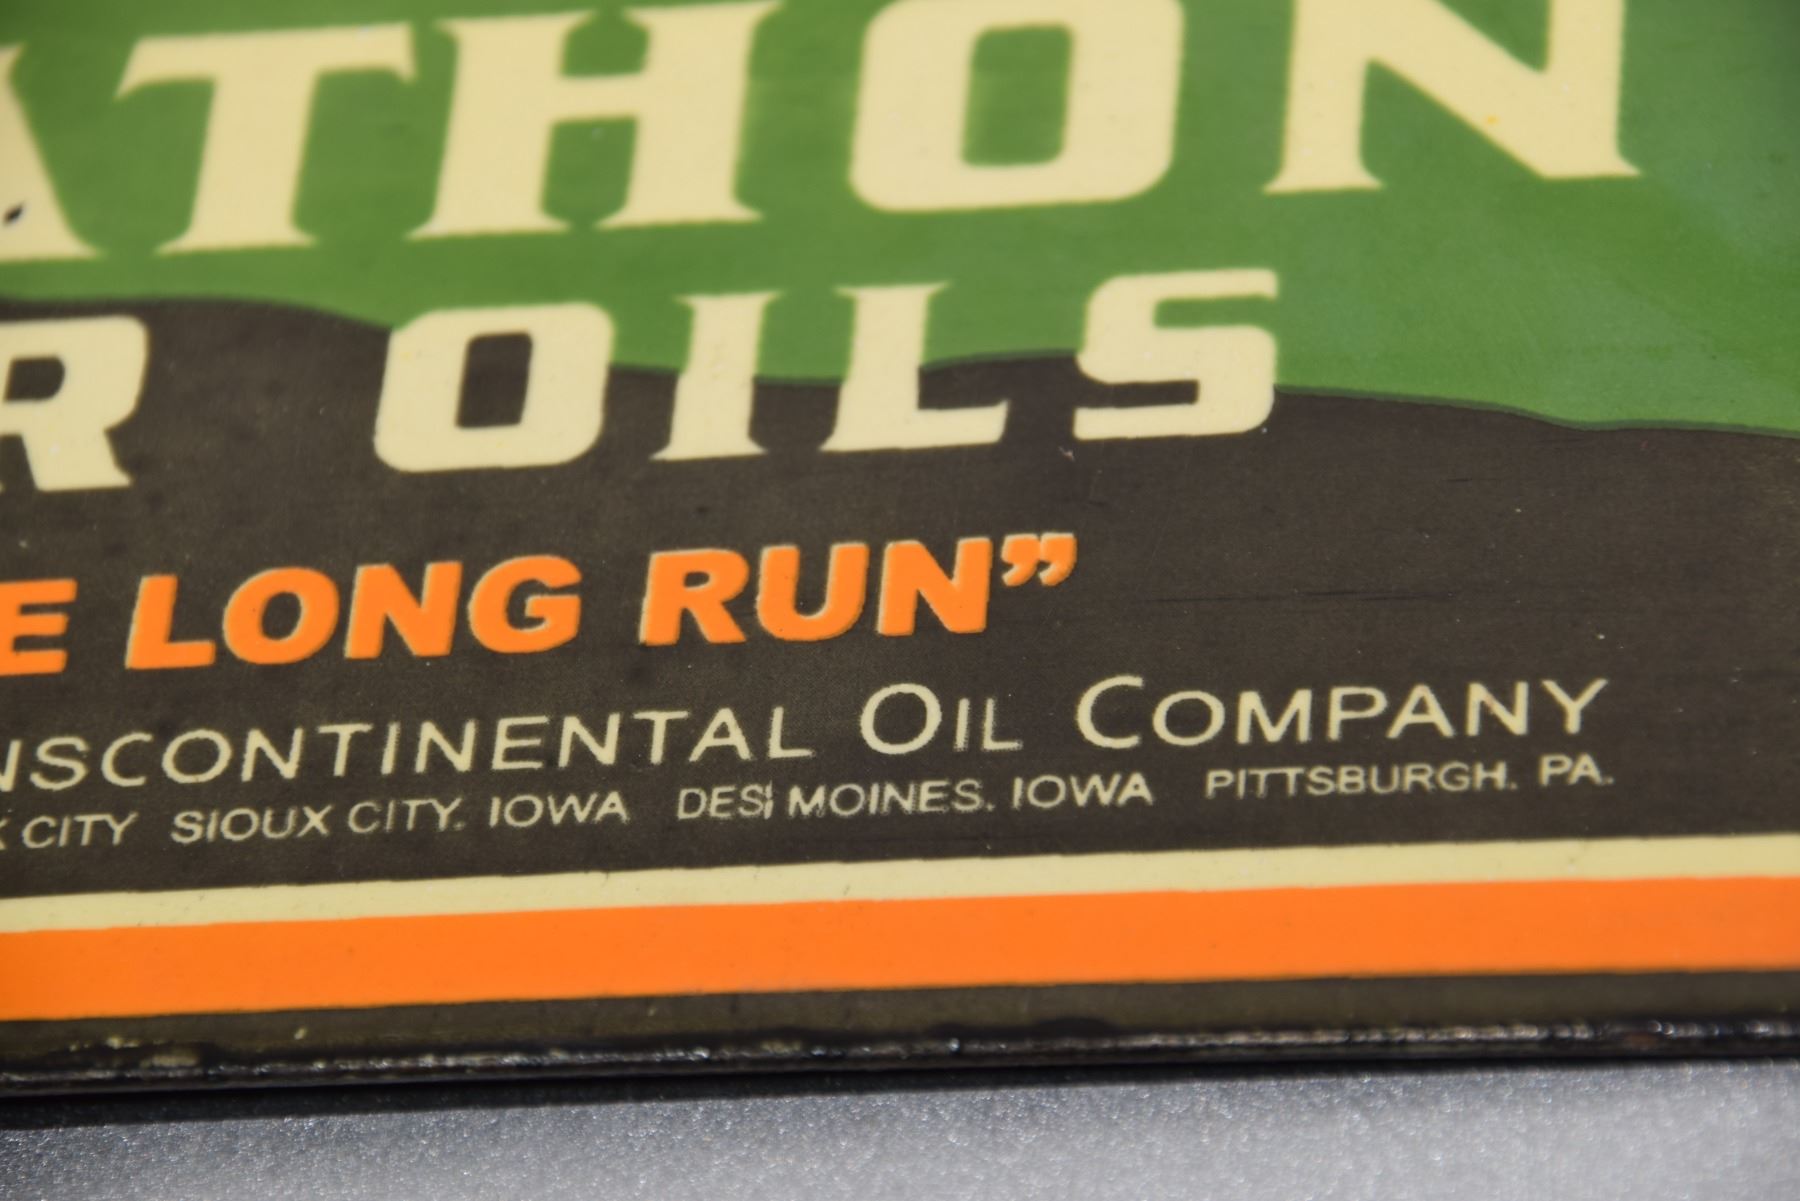 ATHON
R OILS
E LONG RUN”
NSCONTINENTAL OIL COMPANY
K CITY SIOUX CITY. IOWA DES MOINES. IOWA PITTSBURGH. PA.